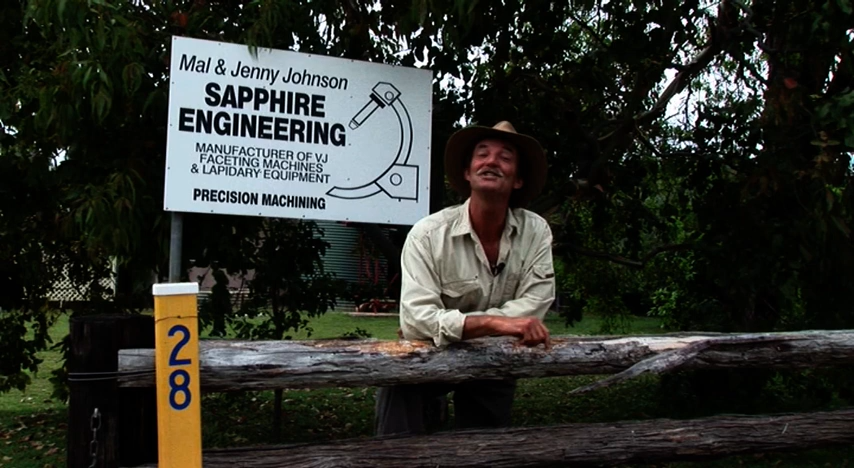 Mal & Jenny Johnson
SAPPHIRE
ENGINEERING
MANUFACTURER OF VJ
FACETING MACHINES
& LAPIDARY EQUIPMENT
PRECISION MACHINING
28